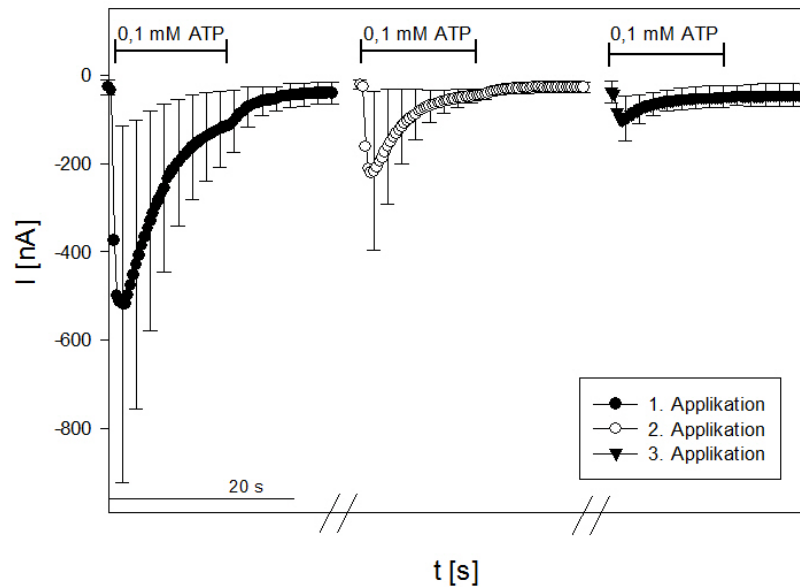 0,1 mM ATP 0,1 mM ATP 0,1 mM ATP
0
-200
-400
-600
-800
I [nA]
1. Applikation
2. Applikation
3. Applikation
20 s
t [s]